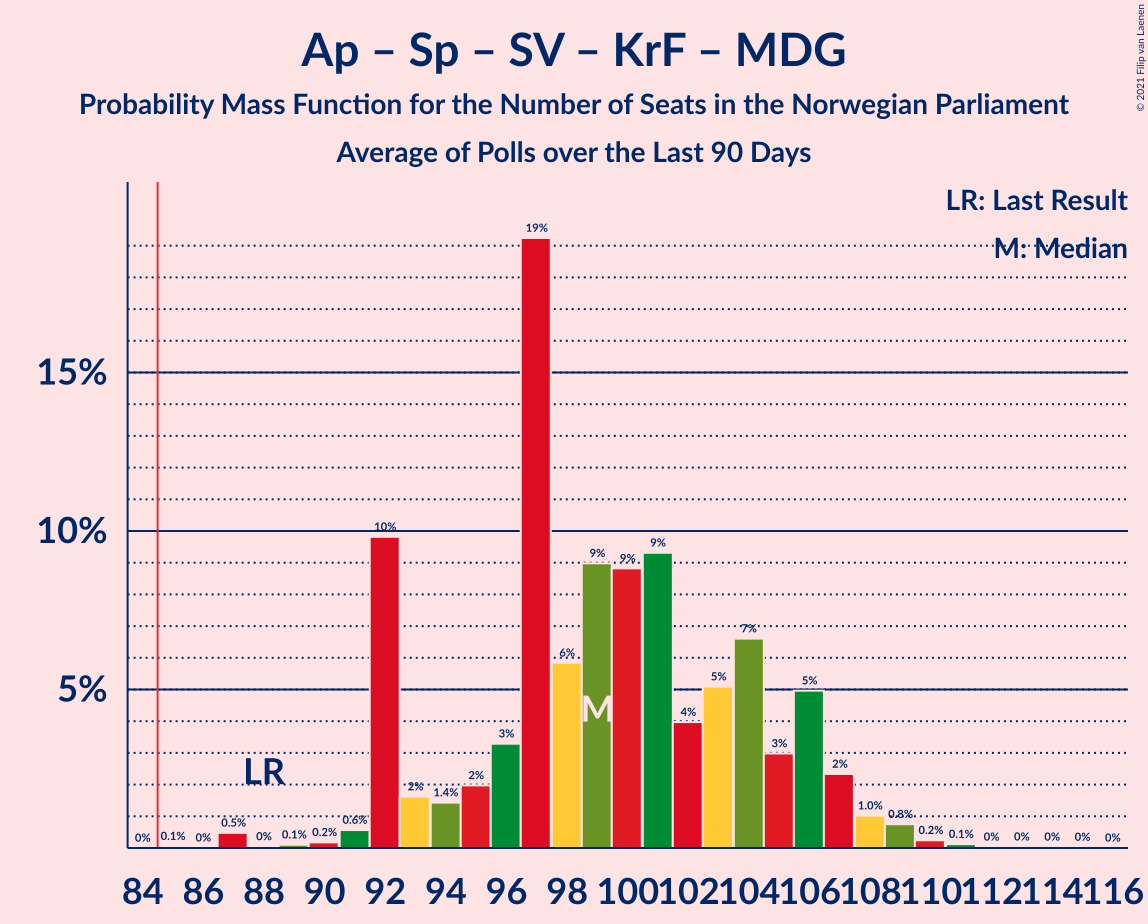 Ap – Sp – SV – KrF – MDG
Probability Mass Function for the Number of Seats in the Norwegian Parliament
Average of Polls over the Last 90 Days
© 2021 Filip van Laenen
LR: Last Result
M: Median
15%
10%
5%
LR
M
0% 0.1% 0% 0.5% 0% 0.1% 0.2% 0.6% 10% 2% 1.4% 2% 3% 19% 6% 9% 9% 9% 4% 5% 7% 3% 5% 2% 1.0% 0.8% 0.2% 0.1% 0% 0% 0% 0% 0%
84 86 88 90 92 94 96 98 100 102 104 106 108 110 112 114 116